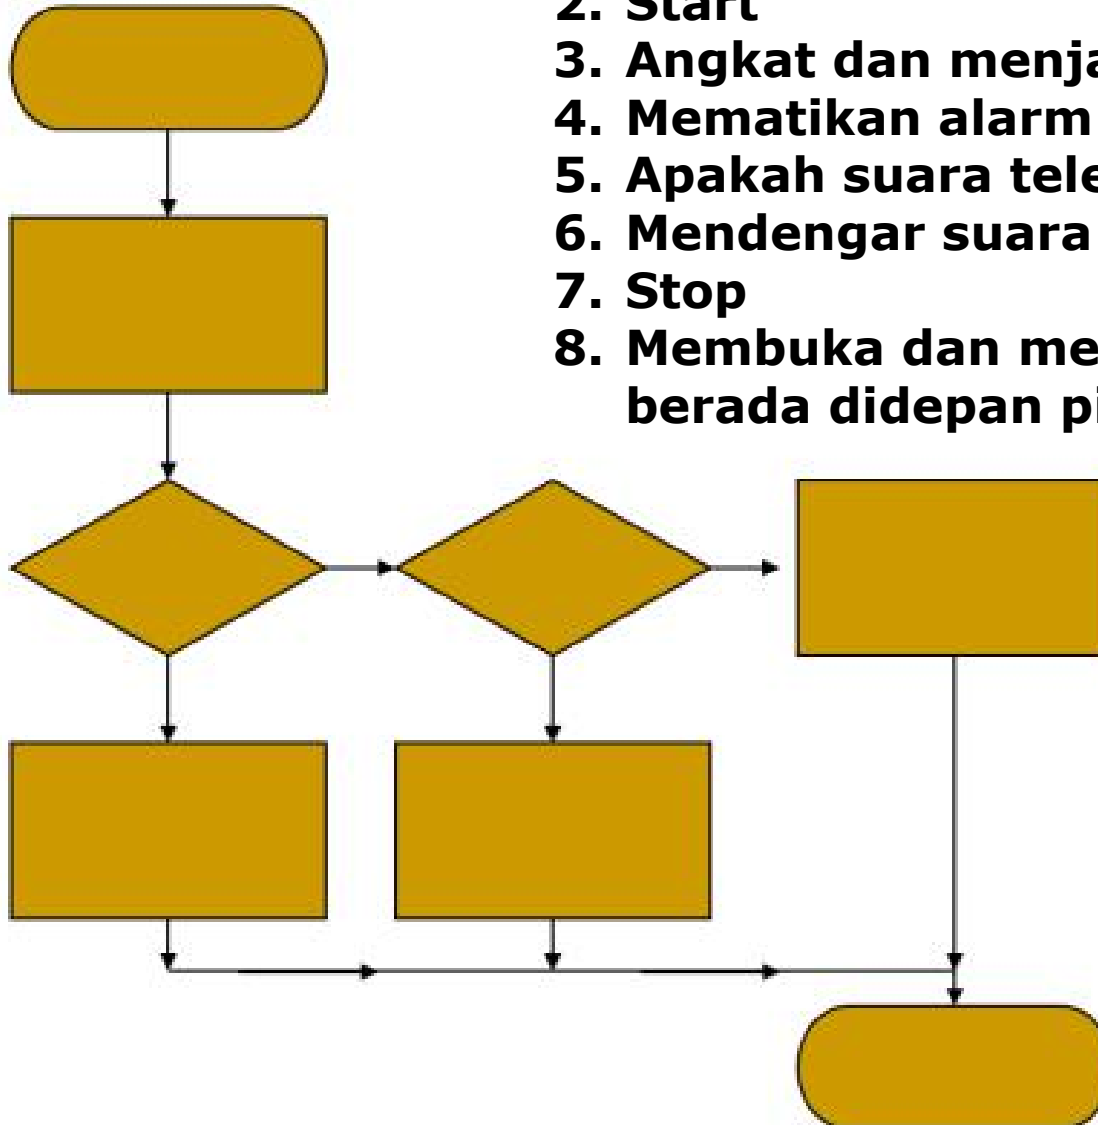 2. Start
3. Angkat dan menja
4. Mematikan alarm
5. Apakah suara tele
6. Mendengar suara
7. Stop
8. Membuka dan me
berada didepan pi